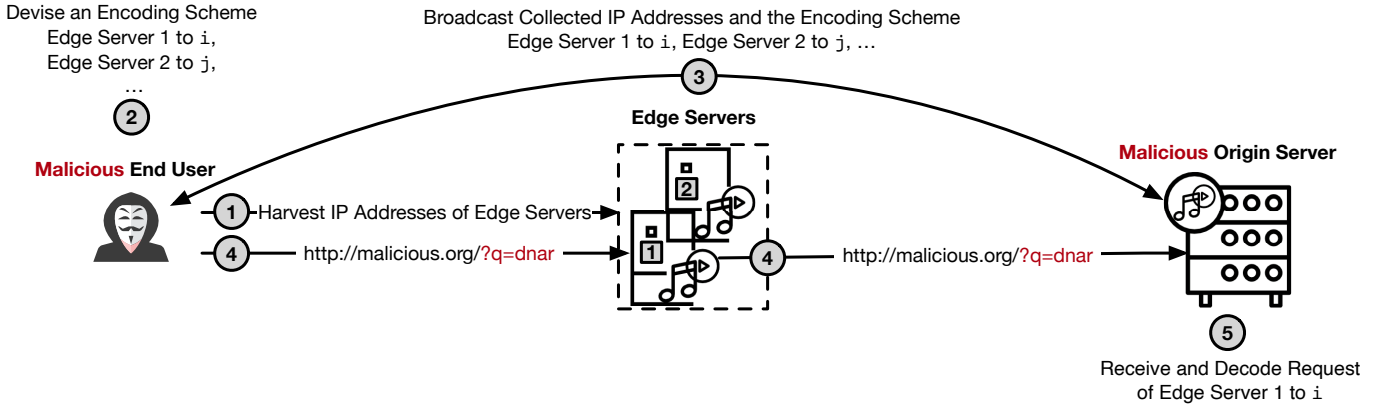 Devise an Encoding Scheme
Edge Server 1 to i,
Edge Server 2 to j,
...
2
Broadcast Collected IP Addresses and the Encoding Scheme
Edge Server 1 to i, Edge Server 2 to j, ...
3
Edge Servers
Malicious End User
Malicious Origin Server
1 Harvest IP Addresses of Edge Servers
2
1
4 http://malicious.org/?q=dnar
4 http://malicious.org/?q=dnar
5
Receive and Decode Request
of Edge Server 1 to i